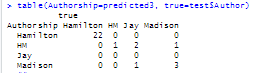 > table(Authorship=predicted3, true=test$Author)
true
Authorship Hamilton HM Jay Madison
Hamilton 22 0 0 0
HM 0 1 2 1
Jay 0 0 0 0
Madison 0 0 1 3